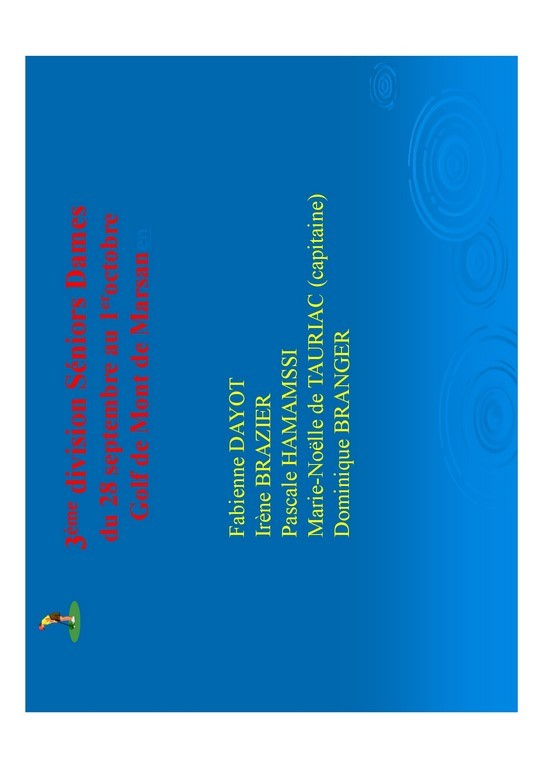 3ème division Séniors Dames
du 28 septembre au 1er octobre
Golf de Mont de Marsan en
Fabienne DAYOT
Irène BRAZIER
Pascale HAMAMSSI
Marie-Noëlle de TAURIAC (capitaine)
Dominique BRANGER